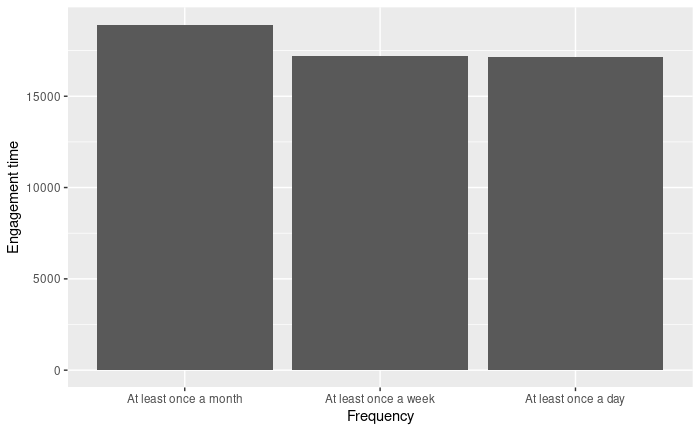 Engagement time
15000
10000
5000
0
At least once a month
At least once a week
At least once a day
Frequency